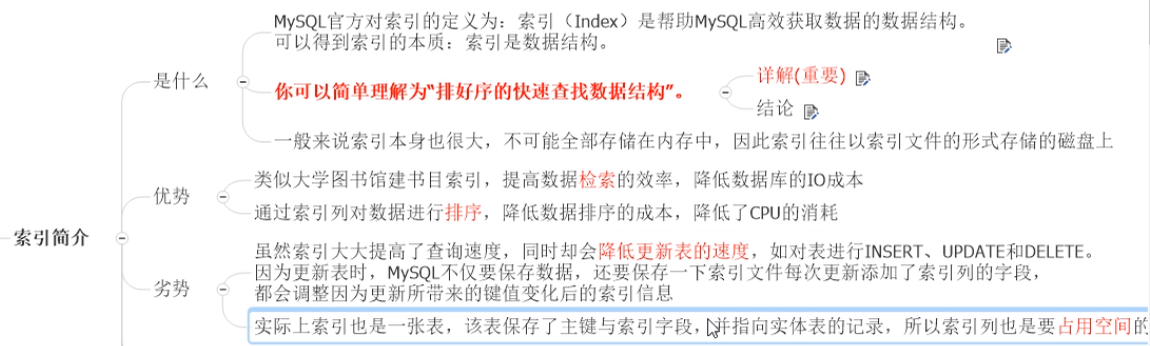 MySQL官方对索引的定义为：索引（Index）是帮助MySQL高效获取数据的数据结构。
可以得到索引的本质：索引是数据结构。
是什么
你可以简单理解为“排好序的快速查找数据结构”。
详解(重要)
结论
一般来说索引本身也很大，不可能全部存储在内存中，因此索引往往以索引文件的形式存储的磁盘上
优势
类似大学图书馆建书目索引，提高数据检索的效率，降低数据库的IO成本
通过索引列对数据进行排序，降低数据排序的成本，降低了CPU的消耗
索引简介
虽然索引大大提高了查询速度，同时却会降低更新表的速度，如对表进行INSERT、UPDATE和DELETE。
因为更新表时，MySQL不仅要保存数据，还要保存一下索引文件每次更新添加了索引列的字段，
都会调整因为更新所带来的键值变化后的索引信息
劣势
实际上索引也是一张表，该表保存了主键与索引字段，并指向实体表的记录，所以索引列也是要占用空间的